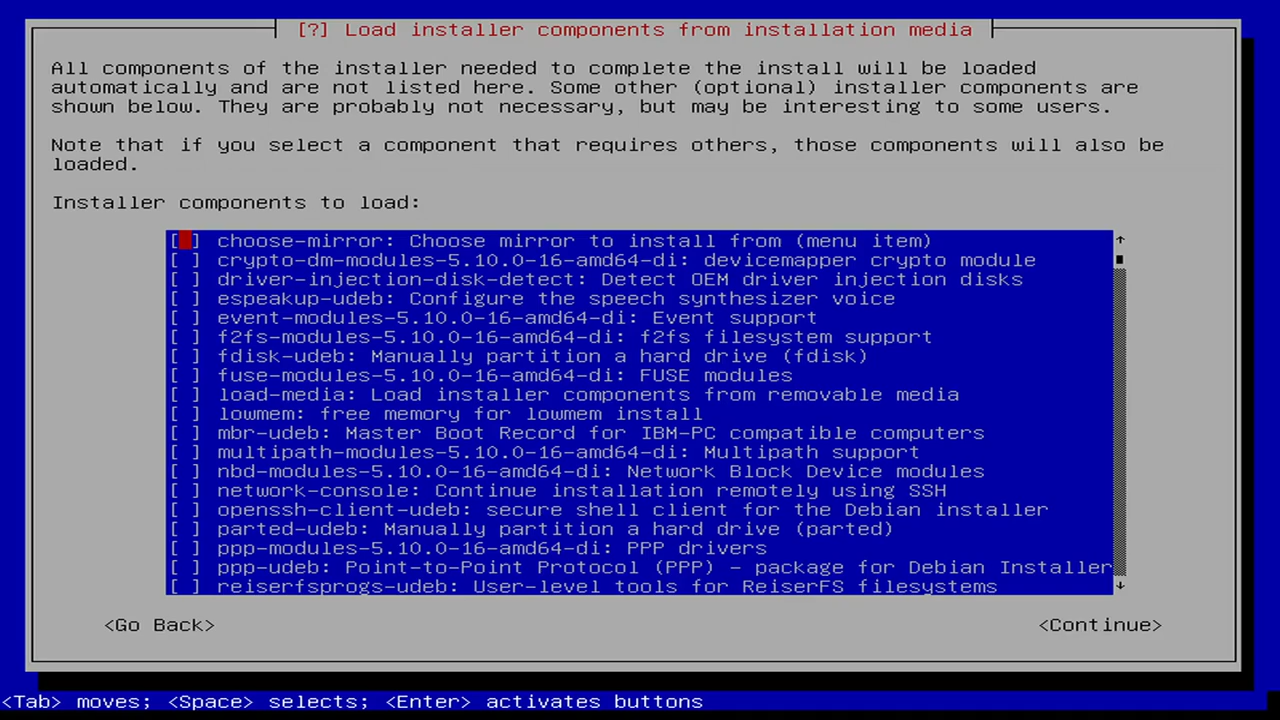 [?] Load installer components from installation media
All components of the installer needed to complete the install will be loaded
automatically and are not listed here. Some other (optional) installer components are
shown below. They are probably not necessary, but may be interesting to some users.
Note that if you select a component that requires others, those components will also be
loaded.
Installer components to load:
[ ] choose-mirror: Choose mirror to install from (menu item)
[ ] crypto-dm-modules-5.10.0-16-amd64-di: devicemapper crypto module
[ ] driver-injection-disk-detect: Detect OEM driver injection disks
[ ] espeakup-udeb: Configure the speech synthesizer voice
[ ] event-modules-5.10.0-16-amd64-di: Event support
[ ] f2fs-modules-5.10.0-16-amd64-di: f2fs filesystem support
[ ] fdisk-udeb: Manually partition a hard drive (fdisk)
[ ] fuse-modules-5.10.0-16-amd64-di: FUSE modules
[ ] load-media: Load installer components from removable media
[ ] lowmem: free memory for lowmem install
[ ] mbr-udeb: Master Boot Record for IBM-PC compatible computers
[ ] multipath-modules-5.10.0-16-amd64-di: Multipath support
[ ] nbd-modules-5.10.0-16-amd64-di: Network Block Device modules
[ ] network-console: Continue installation remotely using SSH
[ ] openssh-client-udeb: secure shell client for the Debian installer
[ ] parted-udeb: Manually partition a hard drive (parted)
[ ] ppp-modules-5.10.0-16-amd64-di: PPP drivers
[ ] ppp-udeb: Point-to-Point Protocol (PPP) - package for Debian Installer
[ ] reiserfsprogs-udeb: User-level tools for ReiserFS filesystems
<Go Back> <Continue>
<Tab> moves; <Space> selects; <Enter> activates buttons